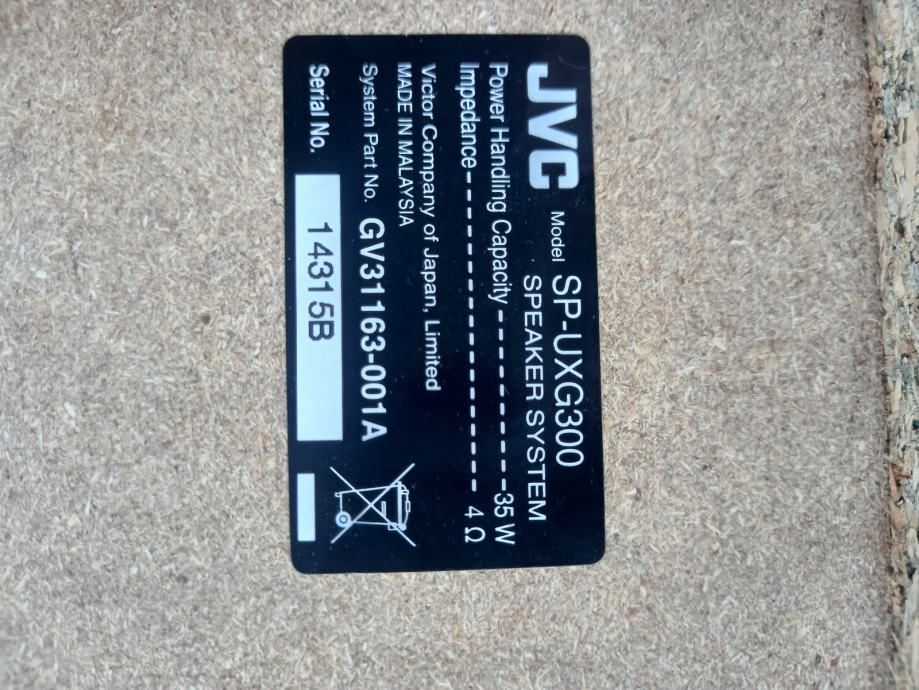 JVC Model SP-UXG300
SPEAKER SYSTEM
Power Handling Capacity -------- 35 W
Impedance ---------------- 4 Ω
Victor Company of Japan, Limited
MADE IN MALAYSIA
System Part No. GV31163-001A
Serial No. 14315B